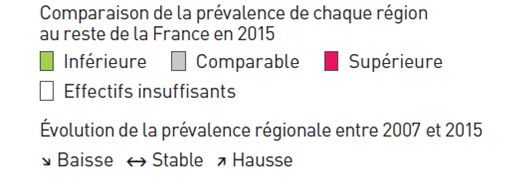 Comparaison de la prévalence de chaque région
au reste de la France en 2015
Inférieure Comparable Supérieure
Effectifs insuffisants
Évolution de la prévalence régionale entre 2007 et 2015
↘ Baisse ↔ Stable ↗ Hausse